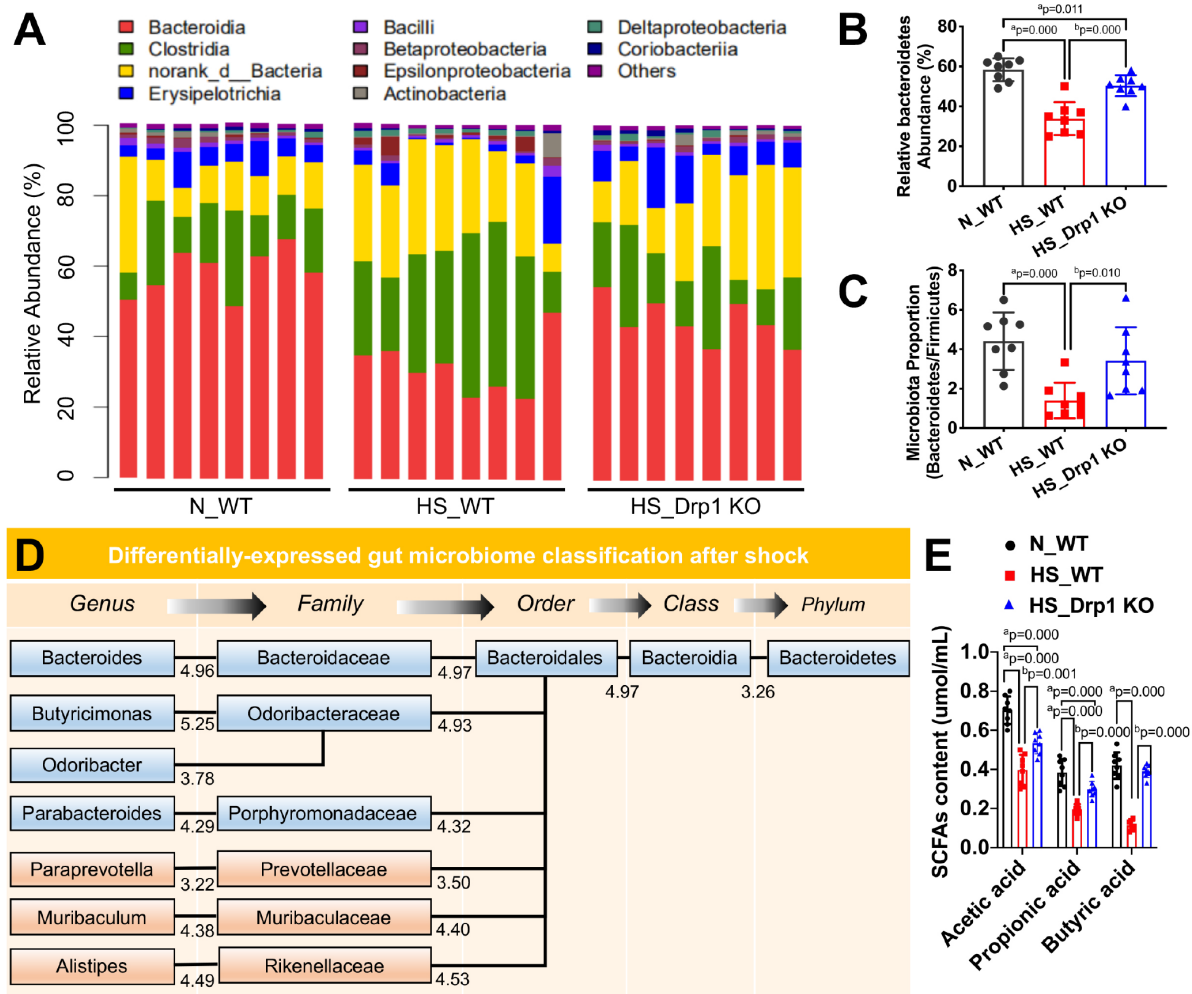 A
Bacteroidia
Clostridia
norank_d__Bacteria
Erysipelotrichia
Bacilli
Betaproteobacteria
Epsilonproteobacteria
Actinobacteria
Deltaproteobacteria
Coriobacteriia
Others
Relative Abundance (%)
100
80
60
40
20
0
N_WT
HS_WT
HS_Drp1 KO
B
Relative bacteroidetes
Abundance (%)
80
60
40
20
0
ap=0.011
ap=0.000
bp=0.000
N_WT
HS_WT
HS_Drp1 KO
C
Microbiota Proportion
(Bacteroidetes/Firmicutes)
8
6
4
2
0
ap=0.000
bp=0.010
N_WT
HS_WT
HS_Drp1 KO
D
Differentially-expressed gut microbiome classification after shock
Genus
Family
Order
Class
Phylum
Bacteroides
4.96
Bacteroidaceae
4.97
Bacteroidales
4.97
Bacteroidia
3.26
Bacteroidetes
Butyricimonas
5.25
Odoribacteraceae
4.93
Odoribacter
3.78
Parabacteroides
4.29
Porphyromonadaceae
4.32
Paraprevotella
3.22
Prevotellaceae
3.50
Muribaculum
4.38
Muribaculaceae
4.40
Alistipes
4.49
Rikenellaceae
4.53
E
N_WT
HS_WT
HS_Drp1 KO
SCFAs content (umol/mL)
1.0
0.8
0.6
0.4
0.2
0.0
ap=0.000
ap=0.000
bp=0.001
ap=0.000
ap=0.000
bp=0.000
ap=0.000
bp=0.000
Acetic acid
Propionic acid
Butyric acid